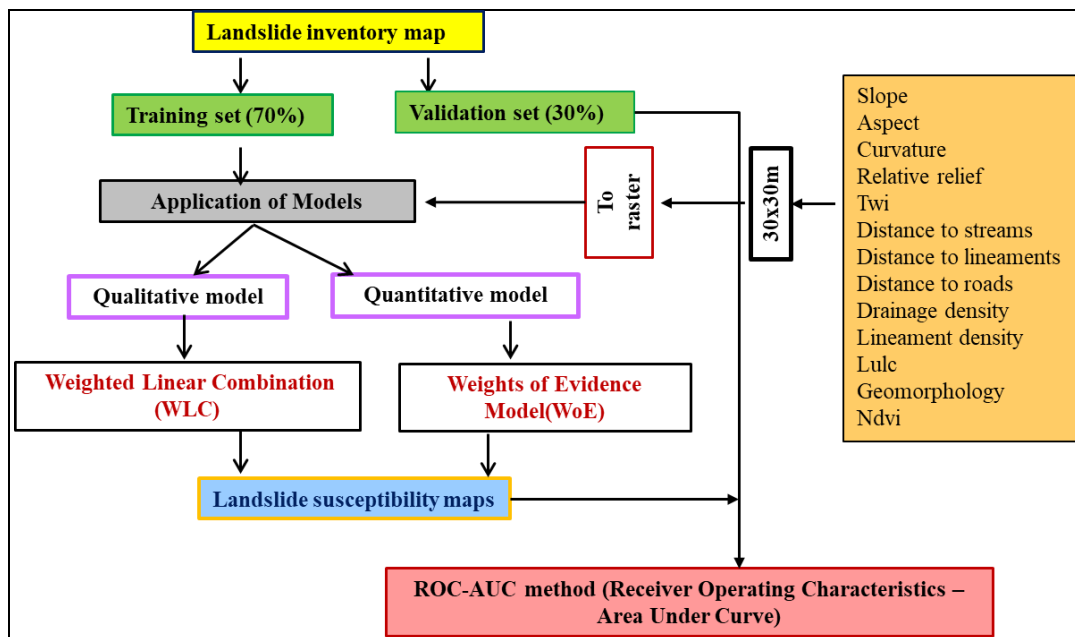 Landslide inventory map
Training set (70%)
Validation set (30%)
Application of Models
To
raster
30x30m
Slope
Aspect
Curvature
Relative relief
Twi
Distance to streams
Distance to lineaments
Distance to roads
Drainage density
Lineament density
Lulc
Geomorphology
Ndvi
Qualitative model
Quantitative model
Weighted Linear Combination
(WLC)
Weights of Evidence
Model(WoE)
Landslide susceptibility maps
ROC-AUC method (Receiver Operating Characteristics –
Area Under Curve)